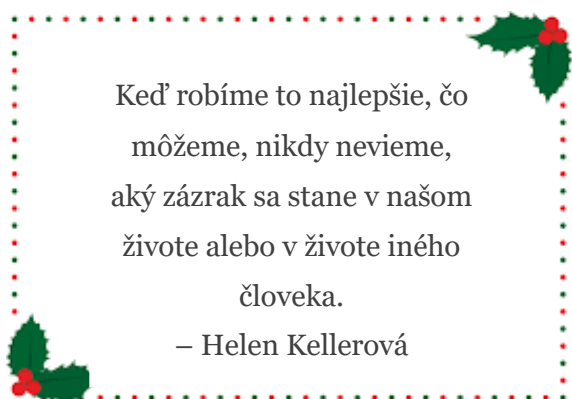 Keď robíme to najlepšie, čo
môžeme, nikdy nevieme,
aký zázrak sa stane v našom
živote alebo v živote iného
človeka.
– Helen Kellerová